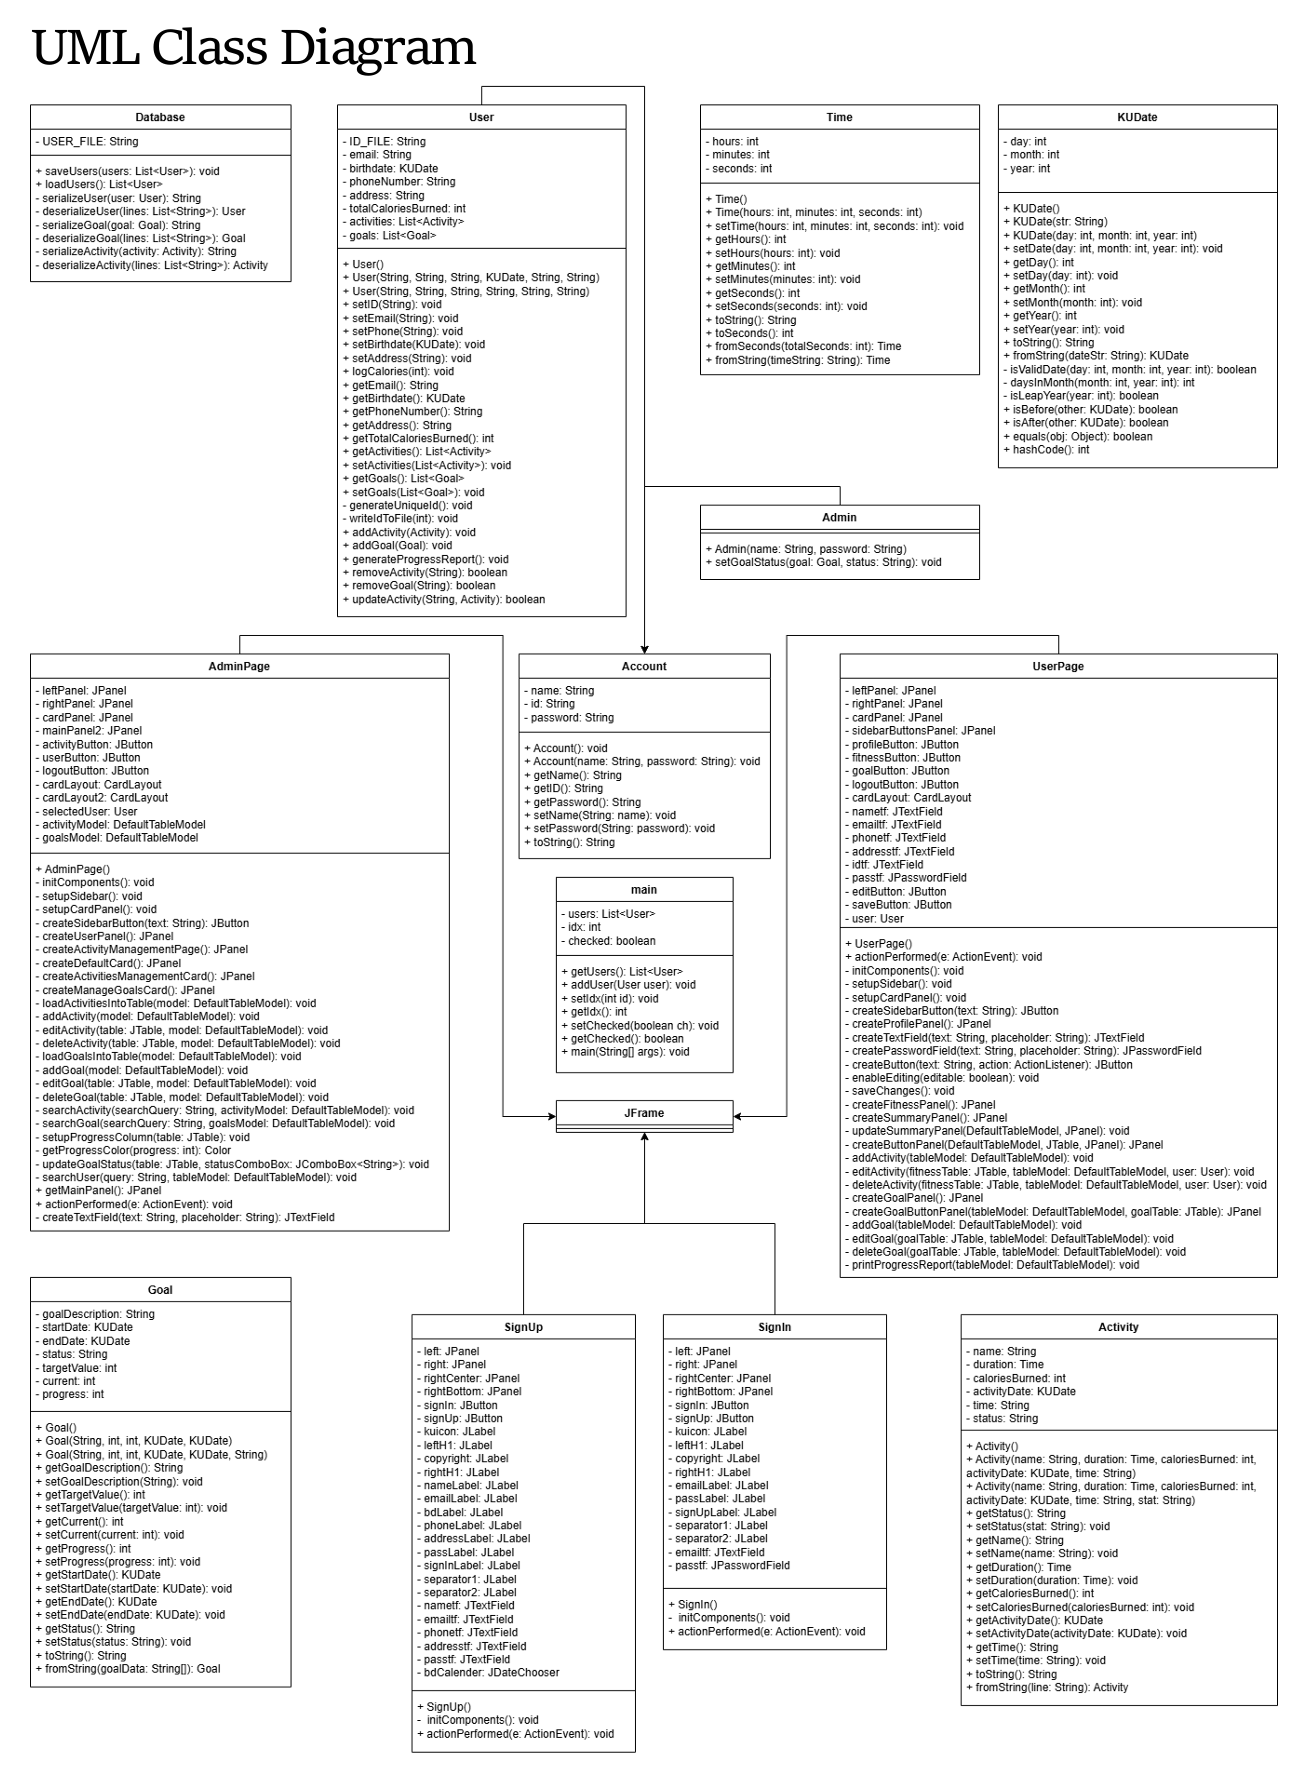 UML Class Diagram
Database
- USER_FILE: String
+ saveUsers(users: List<User>): void
+ loadUsers(): List<User>
- serializeUser(user: User): String
- deserializeUser(lines: List<String>): User
- serializeGoal(goal: Goal): String
- deserializeGoal(lines: List<String>): Goal
- serializeActivity(activity: Activity): String
- deserializeActivity(lines: List<String>): Activity
User
- ID_FILE: String
- email: String
- birthdate: KUDate
- phoneNumber: String
- address: String
- totalCaloriesBurned: int
- activities: List<Activity>
- goals: List<Goal>
+ User()
+ User(String, String, String, KUDate, String, String)
+ User(String, String, String, String, String, String)
+ setID(String): void
+ setEmail(String): void
+ setPhone(String): void
+ setBirthdate(KUDate): void
+ setAddress(String): void
+ logCalories(int): void
+ getEmail(): String
+ getBirthdate(): KUDate
+ getPhoneNumber(): String
+ getAddress(): String
+ getTotalCaloriesBurned(): int
+ getActivities(): List<Activity>
+ setActivities(List<Activity>): void
+ getGoals(): List<Goal>
+ setGoals(List<Goal>): void
- generateUniqueId(): void
- writeIdToFile(int): void
+ addActivity(Activity): void
+ addGoal(Goal): void
+ generateProgressReport(): void
+ removeActivity(String): boolean
+ removeGoal(String): boolean
+ updateActivity(String, Activity): boolean
Time
- hours: int
- minutes: int
- seconds: int
+ Time()
+ Time(hours: int, minutes: int, seconds: int)
+ setTime(hours: int, minutes: int, seconds: int): void
+ getHours(): int
+ setHours(hours: int): void
+ getMinutes(): int
+ setMinutes(minutes: int): void
+ getSeconds(): int
+ setSeconds(seconds: int): void
+ toString(): String
+ toSeconds(): int
+ fromSeconds(totalSeconds: int): Time
+ fromString(timeString: String): Time
KUDate
- day: int
- month: int
- year: int
+ KUDate()
+ KUDate(str: String)
+ KUDate(day: int, month: int, year: int)
+ setDate(day: int, month: int, year: int): void
+ getDay(): int
+ setDay(day: int): void
+ getMonth(): int
+ setMonth(month: int): void
+ getYear(): int
+ setYear(year: int): void
+ toString(): String
+ fromString(dateStr: String): KUDate
- isValidDate(day: int, month: int, year: int): boolean
- daysInMonth(month: int, year: int): int
- isLeapYear(year: int): boolean
+ isBefore(other: KUDate): boolean
+ isAfter(other: KUDate): boolean
+ equals(obj: Object): boolean
+ hashCode(): int
Admin
+ Admin(name: String, password: String)
+ setGoalStatus(goal: Goal, status: String): void
AdminPage
- leftPanel: JPanel
- rightPanel: JPanel
- cardPanel: JPanel
- mainPanel2: JPanel
- activityButton: JButton
- userButton: JButton
- logoutButton: JButton
- cardLayout: CardLayout
- cardLayout2: CardLayout
- selectedUser: User
- activityModel: DefaultTableModel
- goalsModel: DefaultTableModel
+ AdminPage()
- initComponents(): void
- setupSidebar(): void
- setupCardPanel(): void
- createSidebarButton(text: String): JButton
- createUserPanel(): JPanel
- createActivityManagementPage(): JPanel
- createDefaultCard(): JPanel
- createActivitiesManagementCard(): JPanel
- createManageGoalsCard(): JPanel
- loadActivitiesIntoTable(model: DefaultTableModel): void
- addActivity(model: DefaultTableModel): void
- editActivity(table: JTable, model: DefaultTableModel): void
- deleteActivity(table: JTable, model: DefaultTableModel): void
- loadGoalsIntoTable(model: DefaultTableModel): void
- addGoal(model: DefaultTableModel): void
- editGoal(table: JTable, model: DefaultTableModel): void
- deleteGoal(table: JTable, model: DefaultTableModel): void
- searchActivity(searchQuery: String, activityModel: DefaultTableModel): void
- searchGoal(searchQuery: String, goalsModel: DefaultTableModel): void
- setupProgressColumn(table: JTable): void
- getProgressColor(progress: int): Color
- updateGoalStatus(table: JTable, statusComboBox: JComboBox<String>): void
- searchUser(query: String, tableModel: DefaultTableModel): void
+ getMainPanel(): JPanel
+ actionPerformed(e: ActionEvent): void
- createTextField(text: String, placeholder: String): JTextField
Account
- name: String
- id: String
- password: String
+ Account(): void
+ Account(name: String, password: String): void
+ getName(): String
+ getID(): String
+ getPassword(): String
+ setName(String: name): void
+ setPassword(String: password): void
+ toString(): String
main
- users: List<User>
- idx: int
- checked: boolean
+ getUsers(): List<User>
+ addUser(User user): void
+ setIdx(int id): void
+ getIdx(): int
+ setChecked(boolean ch): void
+ getChecked(): boolean
+ main(String[] args): void
JFrame
UserPage
- leftPanel: JPanel
- rightPanel: JPanel
- cardPanel: JPanel
- sidebarButtonsPanel: JPanel
- profileButton: JButton
- fitnessButton: JButton
- goalButton: JButton
- logoutButton: JButton
- cardLayout: CardLayout
- nametf: JTextField
- emailtf: JTextField
- phonetf: JTextField
- addresstf: JTextField
- idtf: JTextField
- passtf: JPasswordField
- editButton: JButton
- saveButton: JButton
- user: User
+ UserPage()
+ actionPerformed(e: ActionEvent): void
- initComponents(): void
- setupSidebar(): void
- setupCardPanel(): void
- createSidebarButton(text: String): JButton
- createProfilePanel(): JPanel
- createTextField(text: String, placeholder: String): JTextField
- createPasswordField(text: String, placeholder: String): JPasswordField
- createButton(text: String, action: ActionListener): JButton
- enableEditing(editable: boolean): void
- saveChanges(): void
- createFitnessPanel(): JPanel
- createSummaryPanel(): JPanel
- updateSummaryPanel(DefaultTableModel, JPanel): void
- createButtonPanel(DefaultTableModel, JTable, JPanel): JPanel
- addActivity(tableModel: DefaultTableModel): void
- editActivity(fitnessTable: JTable, tableModel: DefaultTableModel, user: User): void
- deleteActivity(fitnessTable: JTable, tableModel: DefaultTableModel, user: User): void
- createGoalPanel(): JPanel
- createGoalButtonPanel(tableModel: DefaultTableModel, goalTable: JTable): JPanel
- addGoal(tableModel: DefaultTableModel): void
- editGoal(goalTable: JTable, tableModel: DefaultTableModel): void
- deleteGoal(goalTable: JTable, tableModel: DefaultTableModel): void
- printProgressReport(tableModel: DefaultTableModel): void
Goal
- goalDescription: String
- startDate: KUDate
- endDate: KUDate
- status: String
- targetValue: int
- current: int
- progress: int
+ Goal()
+ Goal(String, int, int, KUDate, KUDate)
+ Goal(String, int, int, KUDate, KUDate, String)
+ getGoalDescription(): String
+ setGoalDescription(String): void
+ getTargetValue(): int
+ setTargetValue(targetValue: int): void
+ getCurrent(): int
+ setCurrent(current: int): void
+ getProgress(): int
+ setProgress(progress: int): void
+ getStartDate(): KUDate
+ setStartDate(startDate: KUDate): void
+ getEndDate(): KUDate
+ setEndDate(endDate: KUDate): void
+ getStatus(): String
+ setStatus(status: String): void
+ toString(): String
+ fromString(goalData: String[]): Goal
SignUp
- left: JPanel
- right: JPanel
- rightCenter: JPanel
- rightBottom: JPanel
- signIn: JButton
- signUp: JButton
- kuicon: JLabel
- leftH1: JLabel
- copyright: JLabel
- rightH1: JLabel
- nameLabel: JLabel
- emailLabel: JLabel
- bdLabel: JLabel
- phoneLabel: JLabel
- addressLabel: JLabel
- passLabel: JLabel
- signInLabel: JLabel
- separator1: JLabel
- separator2: JLabel
- nametf: JTextField
- emailtf: JTextField
- phonetf: JTextField
- addresstf: JTextField
- passtf: JTextField
- bdCalender: JDateChooser
+ SignUp()
- initComponents(): void
+ actionPerformed(e: ActionEvent): void
SignIn
- left: JPanel
- right: JPanel
- rightCenter: JPanel
- rightBottom: JPanel
- signIn: JButton
- signUp: JButton
- kuicon: JLabel
- leftH1: JLabel
- copyright: JLabel
- rightH1: JLabel
- emailLabel: JLabel
- passLabel: JLabel
- signUpLabel: JLabel
- separator1: JLabel
- separator2: JLabel
- emailtf: JTextField
- passtf: JPasswordField
+ SignIn()
- initComponents(): void
+ actionPerformed(e: ActionEvent): void
Activity
- name: String
- duration: Time
- caloriesBurned: int
- activityDate: KUDate
- time: String
- status: String
+ Activity()
+ Activity(name: String, duration: Time, caloriesBurned: int,
activityDate: KUDate, time: String)
+ Activity(name: String, duration: Time, caloriesBurned: int,
activityDate: KUDate, time: String, stat: String)
+ getStatus(): String
+ setStatus(stat: String): void
+ getName(): String
+ setName(name: String): void
+ getDuration(): Time
+ setDuration(duration: Time): void
+ getCaloriesBurned(): int
+ setCaloriesBurned(caloriesBurned: int): void
+ getActivityDate(): KUDate
+ setActivityDate(activityDate: KUDate): void
+ getTime(): String
+ setTime(time: String): void
+ toString(): String
+ fromString(line: String): Activity